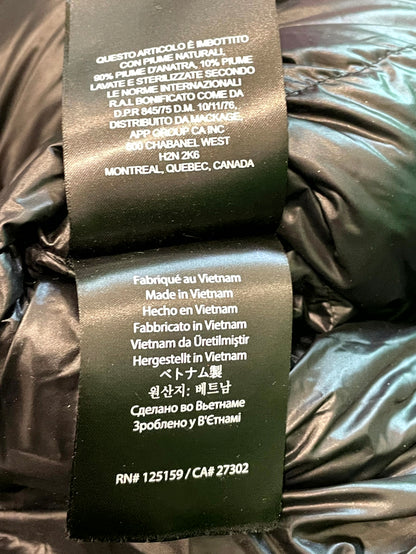 QUESTO ARTICOLO È IMBOTTITO
CON PIUME NATURALI.
90% PIUME D'ANATRA, 10% PIUME
LAVATE E STERILIZZATE SECONDO
LE NORME INTERNAZIONALI
R.A.L BONIFICATO COME DA
D.P.R 845/75 D.M. 10/11/76,
DISTRIBUITO DA MACKAGE,
APP GROUP CA INC
500 CHABANEL WEST
H2N 2K6
MONTREAL, QUEBEC, CANADA
Fabriqué au Vietnam
Made in Vietnam
Hecho en Vietnam
Fabbricato in Vietnam
Vietnam da Üretilmiştir
Hergestellt in Vietnam
ベトナム製
원산지: 베트남
Сделано во Вьетнаме
Зроблено у В'Єтнамі
RN# 125159 / CA# 27302